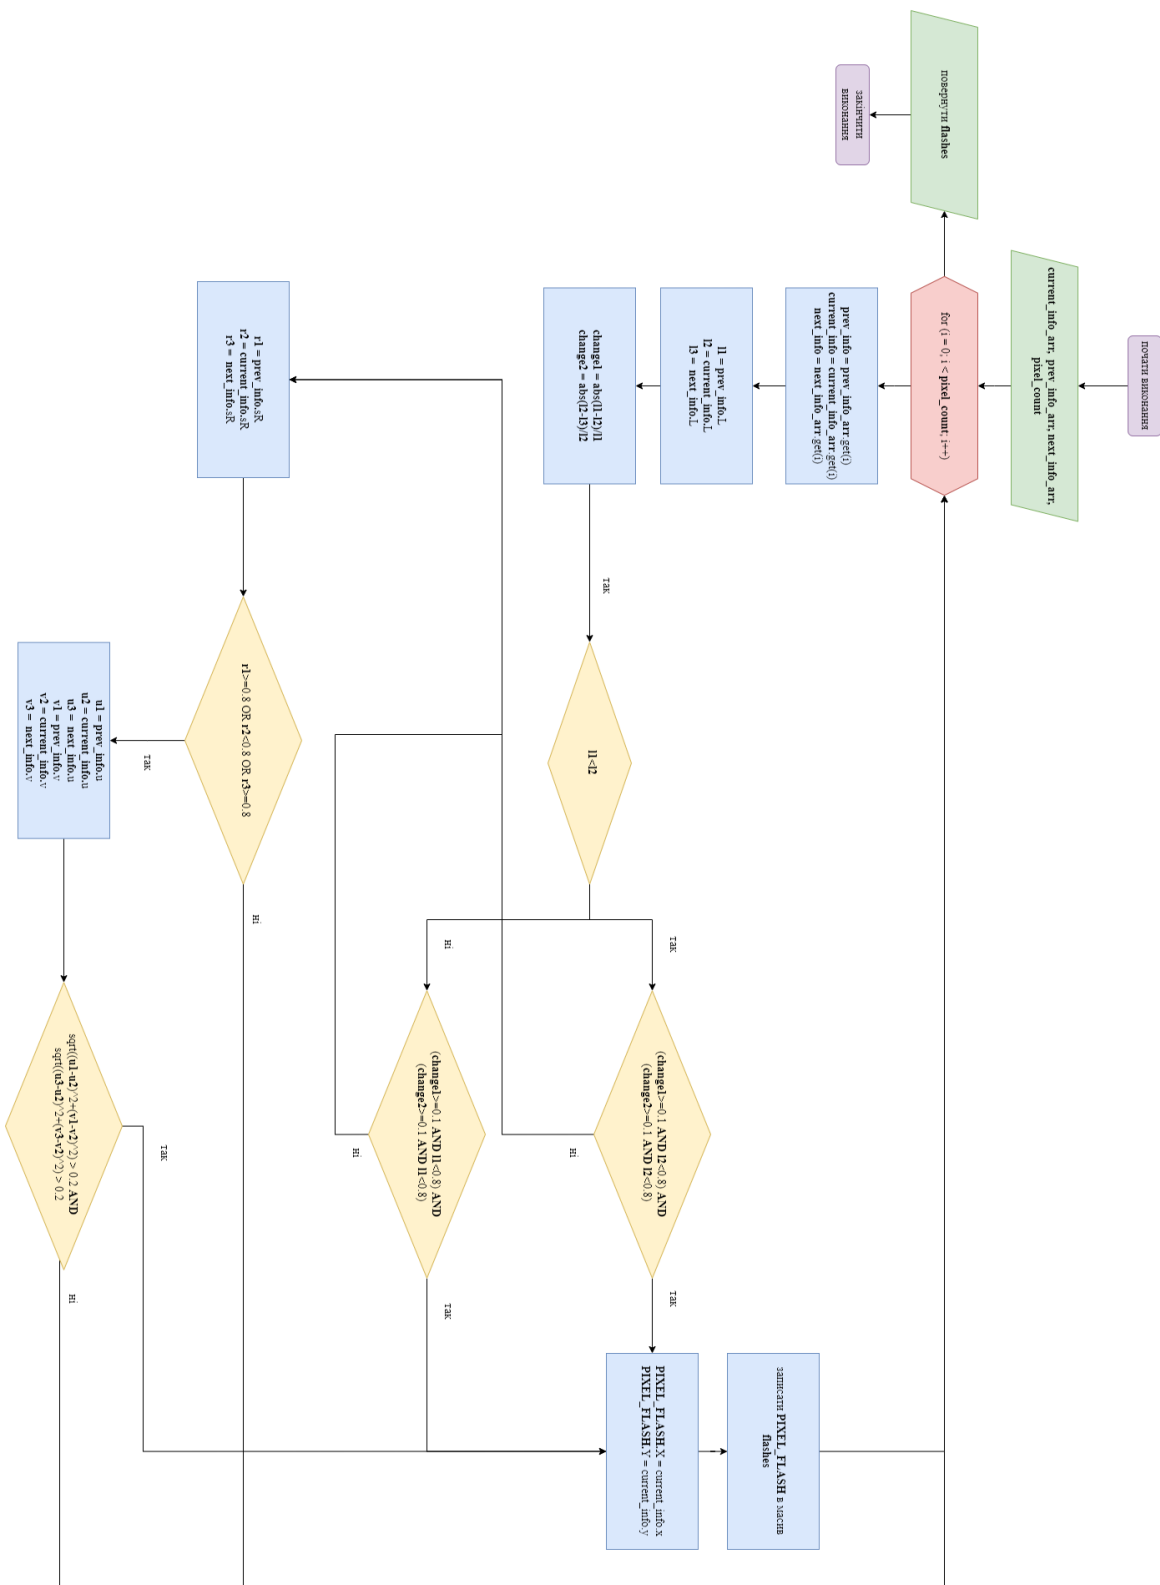 почати виконання
current_info_arr, prev_info_arr, next_info_arr,
pixel_count
for (i = 0; i < pixel_count; i++)
повернути flashes
закінчити
виконання
prev_info = prev_info_arr.get(i)
current_info = current_info_arr.get(i)
next_info = next_info_arr.get(i)
l1 = prev_info.L
l2 = current_info.L
l3 = next_info.L
change1 = abs(l1-l2)/l1
change2 = abs(l2-l3)/l2
так
l1<l2
так
ні
(change1>=0.1 AND l2<0.8) AND
(change2>=0.1 AND l2<0.8)
так
ні
(change1>=0.1 AND l1<0.8) AND
(change2>=0.1 AND l1<0.8)
так
ні
PIXEL_FLASH.X = current_info.x
PIXEL_FLASH.Y = current_info.y
записати PIXEL_FLASH в масив
flashes
r1 = prev_info.sR
r2 = current_info.sR
r3 = next_info.sR
r1>=0.8 OR r2<0.8 OR r3>=0.8
так
ні
u1 = prev_info.u
u2 = current_info.u
u3 = next_info.u
v1 = prev_info.v
v2 = current_info.v
v3 = next_info.v
sqrt((u1-u2)^2+(v1-v2)^2) > 0.2 AND
sqrt((u3-u2)^2+(v3-v2)^2) > 0.2
так
ні